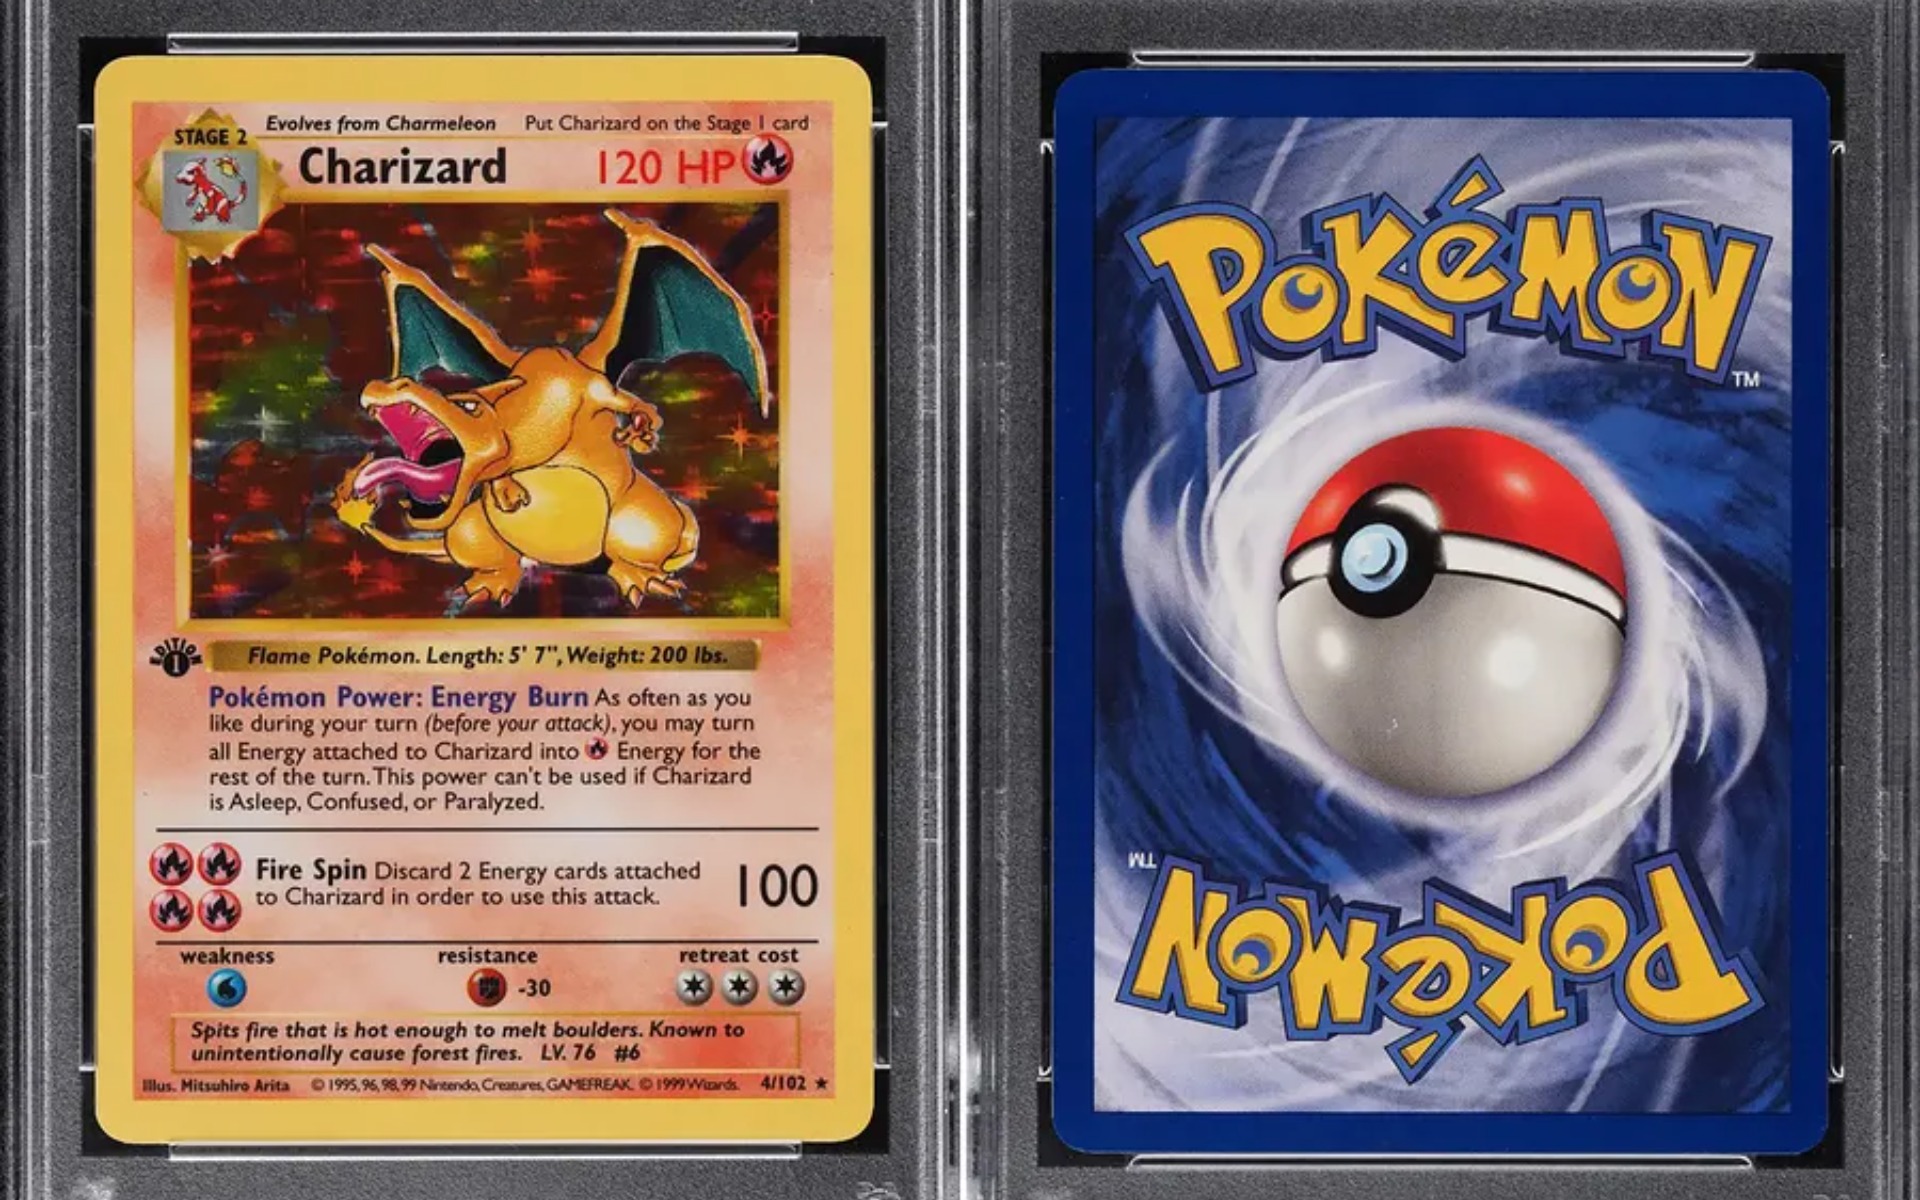 STAGE 2
Evolves from Charmeleon Put Charizard on the Stage 1 card
Charizard 120 HP
EDITION
1
Flame Pokémon. Length: 5' 7", Weight: 200 lbs.
Pokémon Power: Energy Burn As often as you
like during your turn (before your attack), you may turn
all Energy attached to Charizard into Energy for the
rest of the turn. This power can't be used if Charizard
is Asleep, Confused, or Paralyzed.
Fire Spin Discard 2 Energy cards attached
to Charizard in order to use this attack.
100
weakness resistance retreat cost
-30
Spits fire that is hot enough to melt boulders. Known to
unintentionally cause forest fires. LV. 76 #6
Illus. Mitsuhiro Arita © 1995, 96, 98, 99 Nintendo, Creatures, GAMEFREAK. © 1999 Wizards. 4/102 ★
POKéMON
TM
TM
POKéMON